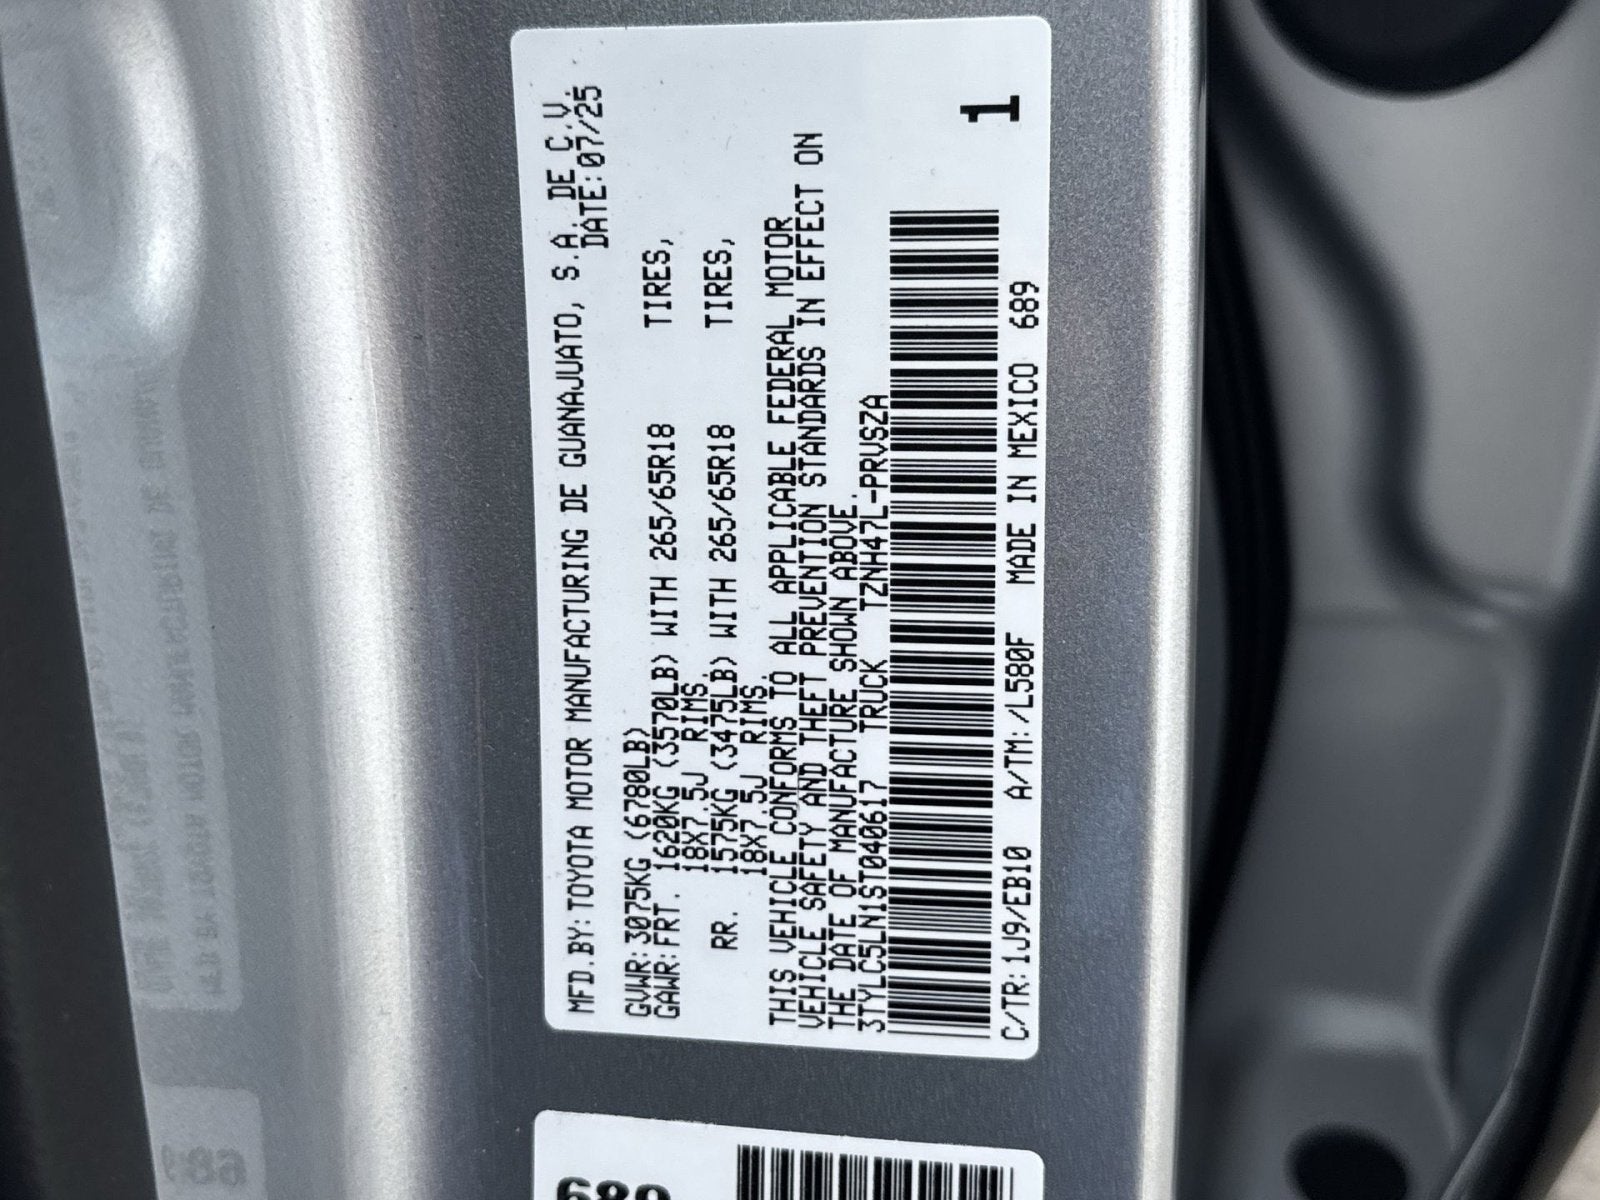 MFD.BY:TOYOTA MOTOR MANUFACTURING DE GUANAJUATO, S.A. DE C.V.
DATE:07/25
GVWR:3075KG (6780LB)
GAWR:FRT. 1620KG (3570LB) WITH 265/65R18 TIRES,
18X7.5J RIMS,
RR. 1575KG (3475LB) WITH 265/65R18 TIRES,
18X7.5J RIMS.
THIS VEHICLE CONFORMS TO ALL APPLICABLE FEDERAL MOTOR
VEHICLE SAFETY AND THEFT PREVENTION STANDARDS IN EFFECT ON
THE DATE OF MANUFACTURE SHOWN ABOVE.
3TYLC5LN1ST040617 TRUCK TZNH47L-PRVSZA
1
C/TR:1J9/EB10 A/TM:/L580F MADE IN MEXICO 689
689